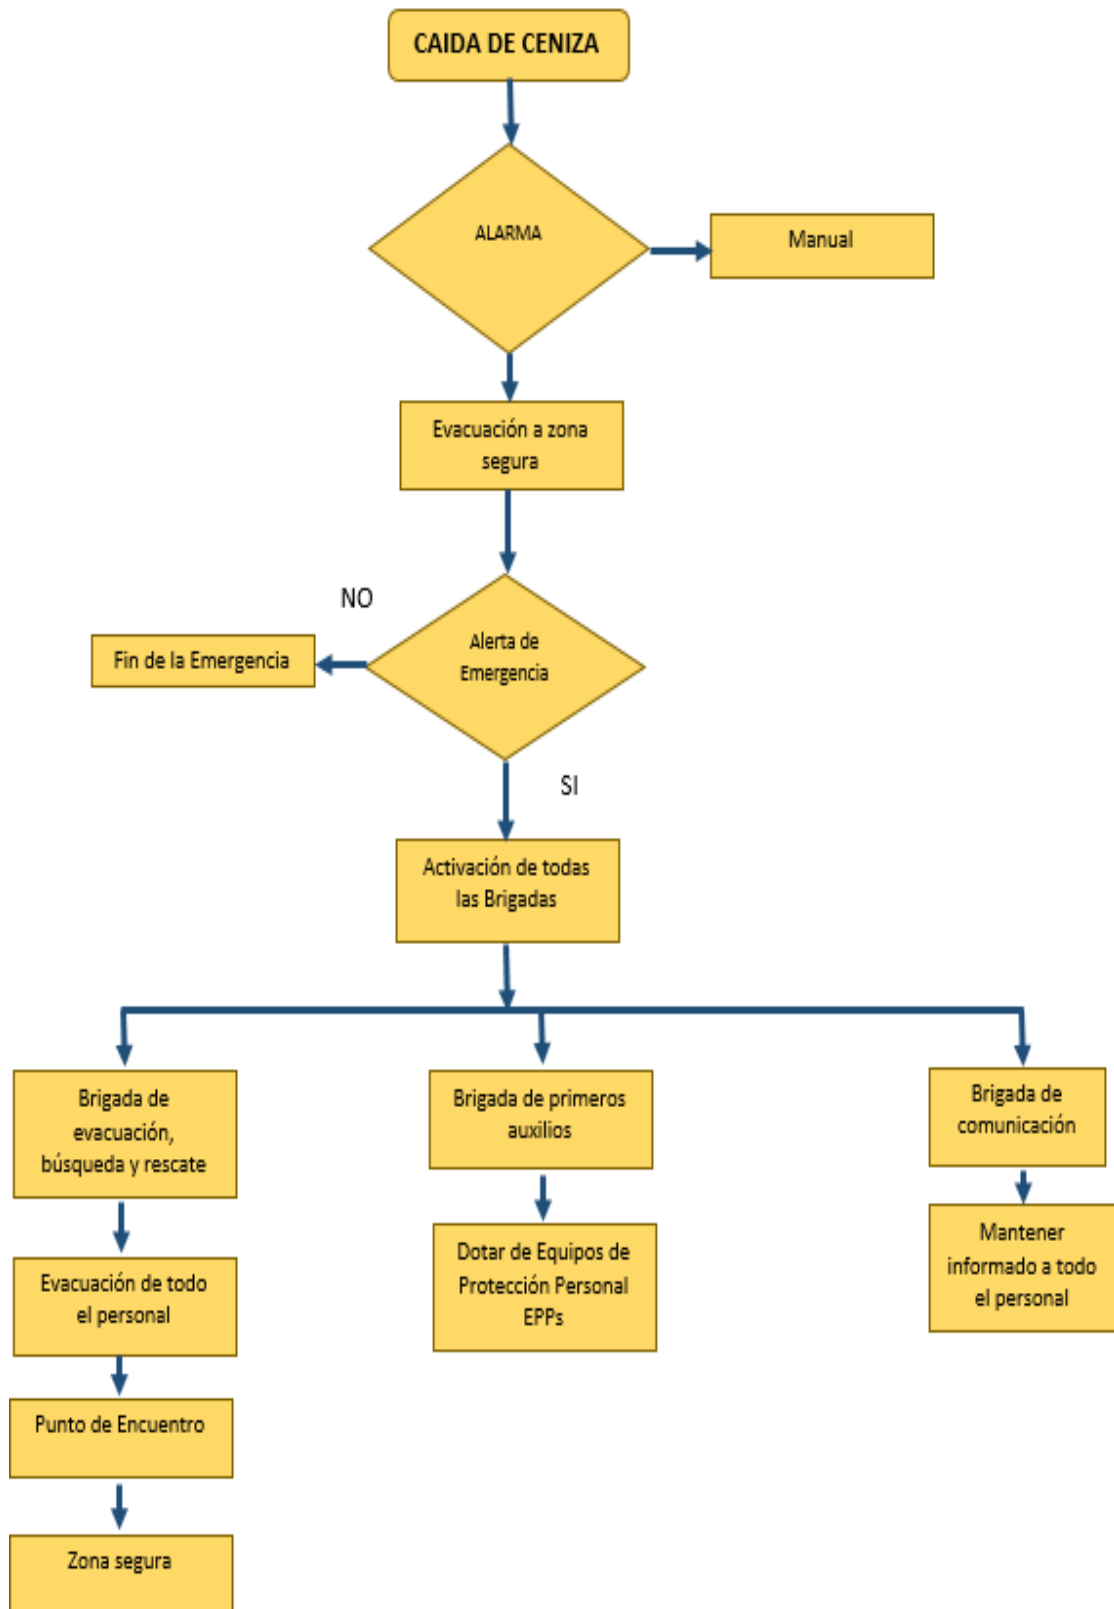 CAIDA DE CENIZA
ALARMA
Manual
Evacuación a zona
segura
NO
Alerta de
Emergencia
Fin de la Emergencia
SI
Activación de todas
las Brigadas
Brigada de
evacuación,
búsqueda y rescate
Brigada de primeros
auxilios
Brigada de
comunicación
Evacuación de todo
el personal
Dotar de Equipos de
Protección Personal
EPPs
Mantener
informado a todo
el personal
Punto de Encuentro
Zona segura